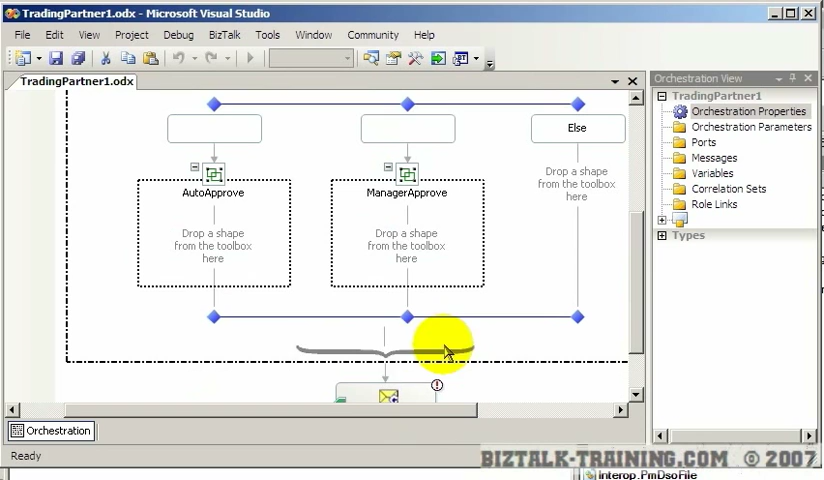 TradingPartner1.odx - Microsoft Visual Studio
File Edit View Project Debug BizTalk Tools Window Community Help
TradingPartner1.odx
Orchestration View
TradingPartner1
Orchestration Properties
Orchestration Parameters
Ports
Messages
Variables
Correlation Sets
Role Links
Types
Else
Drop a shape
from the toolbox
here
AutoApprove
Drop a shape
from the toolbox
here
ManagerApprove
Drop a shape
from the toolbox
here
Orchestration
Ready
BIZTALK-TRAINING.COM © 2007
interop.PmDsoFile